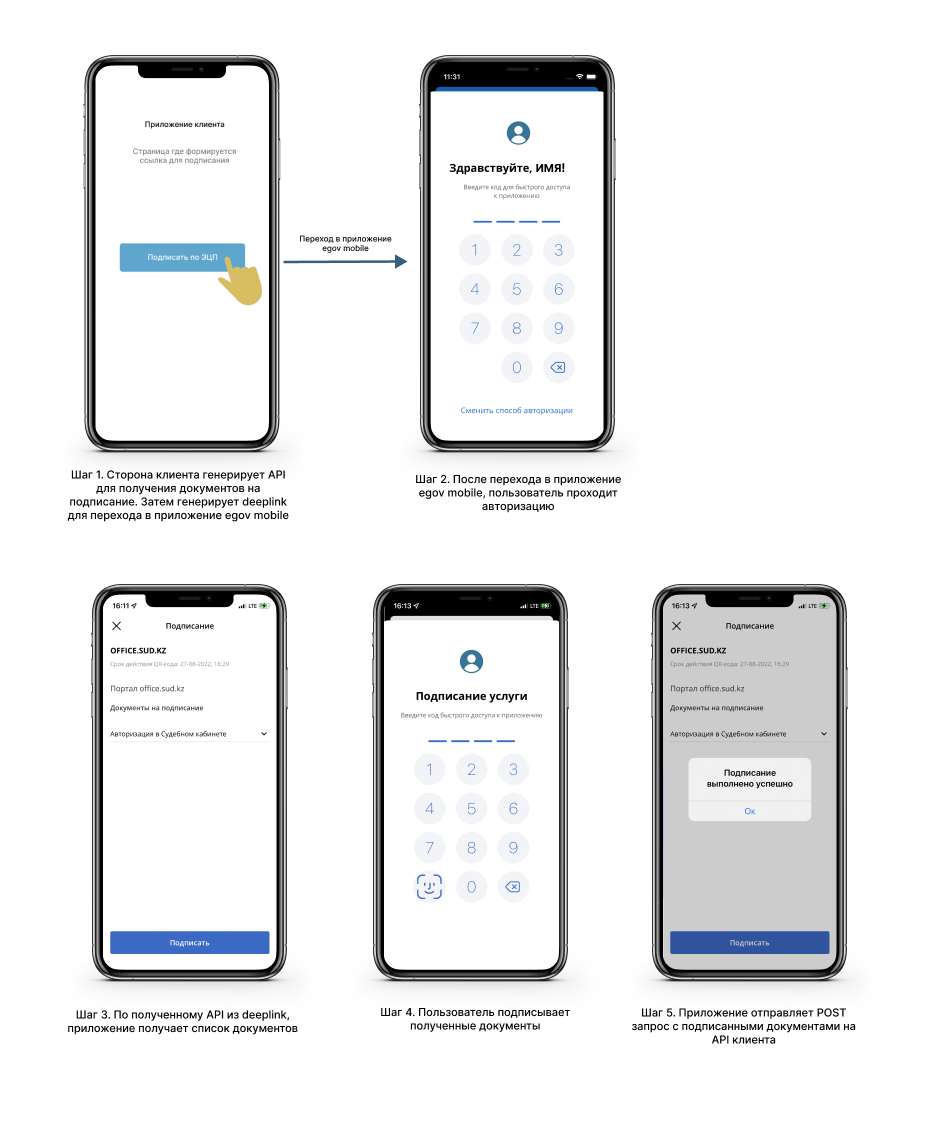 Приложение клиента
Страница где формируется
ссылка для подписания
Подписать по ЭЦП
Шаг 1. Сторона клиента генерирует API
для получения документов на
подписание. Затем генерирует deeplink
для перехода в приложение egov mobile
Переход в приложение
egov mobile
11:31
Здравствуйте, ИМЯ!
Введите код для быстрого доступа
к приложению
1 2 3
4 5 6
7 8 9
0
Сменить способ авторизации
Шаг 2. После перехода в приложение
egov mobile, пользователь проходит
авторизацию
16:11 LTE
Подписание
OFFICE.SUD.KZ
Срок действия QR-кода: 27-08-2022, 16:29
Портал office.sud.kz
Документы на подписание
Авторизация в Судебном кабинете
Подписать
Шаг 3. По полученному API из deeplink,
приложение получает список документов
16:13 LTE
Подписание услуги
Введите код быстрого доступа к приложению
1 2 3
4 5 6
7 8 9
0
Шаг 4. Пользователь подписывает
полученные документы
16:13 LTE
Подписание
OFFICE.SUD.KZ
Срок действия QR-кода: 27-08-2022, 16:29
Портал office.sud.kz
Документы на подписание
Авторизация в Судебном кабинете
Подписание
выполнено успешно
Ок
Подписать
Шаг 5. Приложение отправляет POST
запрос с подписанными документами на
API клиента